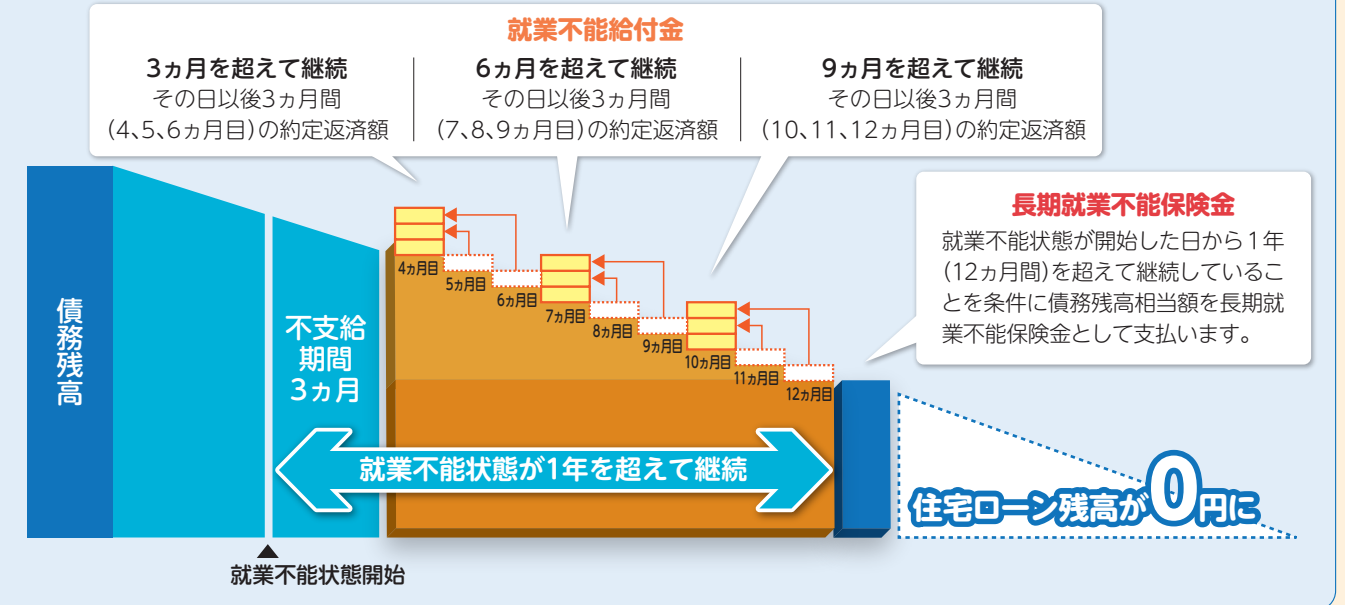 就業不能給付金
3ヵ月を超えて継続
その日以後3ヵ月間
(4、5、6ヵ月目)の約定返済額
6ヵ月を超えて継続
その日以後3ヵ月間
(7、8、9ヵ月目)の約定返済額
9ヵ月を超えて継続
その日以後3ヵ月間
(10、11、12ヵ月目)の約定返済額
長期就業不能保険金
就業不能状態が開始した日から1年
(12ヵ月間)を超えて継続しているこ
とを条件に債務残高相当額を長期就
業不能保険金として支払います。
債務残高
不支給
期間
3ヵ月
4ヵ月目
5ヵ月目
6ヵ月目
7ヵ月目
8ヵ月目
9ヵ月目
10ヵ月目
11ヵ月目
12ヵ月目
就業不能状態が1年を超えて継続
住宅ローン残高が0円に
就業不能状態開始